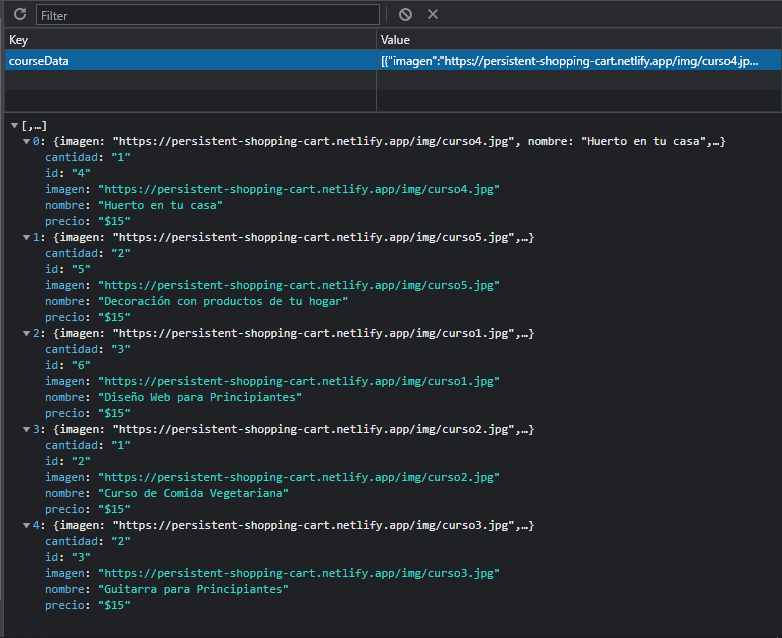 Filter
Key Value
courseData [{"imagen":"https://persistent-shopping-cart.netlify.app/img/curso4.jp...
[,…]
0: {imagen: "https://persistent-shopping-cart.netlify.app/img/curso4.jpg", nombre: "Huerto en tu casa",…}
cantidad: "1"
id: "4"
imagen: "https://persistent-shopping-cart.netlify.app/img/curso4.jpg"
nombre: "Huerto en tu casa"
precio: "$15"
1: {imagen: "https://persistent-shopping-cart.netlify.app/img/curso5.jpg",…}
cantidad: "2"
id: "5"
imagen: "https://persistent-shopping-cart.netlify.app/img/curso5.jpg"
nombre: "Decoración con productos de tu hogar"
precio: "$15"
2: {imagen: "https://persistent-shopping-cart.netlify.app/img/curso1.jpg",…}
cantidad: "3"
id: "6"
imagen: "https://persistent-shopping-cart.netlify.app/img/curso1.jpg"
nombre: "Diseño Web para Principiantes"
precio: "$15"
3: {imagen: "https://persistent-shopping-cart.netlify.app/img/curso2.jpg",…}
cantidad: "1"
id: "2"
imagen: "https://persistent-shopping-cart.netlify.app/img/curso2.jpg"
nombre: "Curso de Comida Vegetariana"
precio: "$15"
4: {imagen: "https://persistent-shopping-cart.netlify.app/img/curso3.jpg",…}
cantidad: "2"
id: "3"
imagen: "https://persistent-shopping-cart.netlify.app/img/curso3.jpg"
nombre: "Guitarra para Principiantes"
precio: "$15"